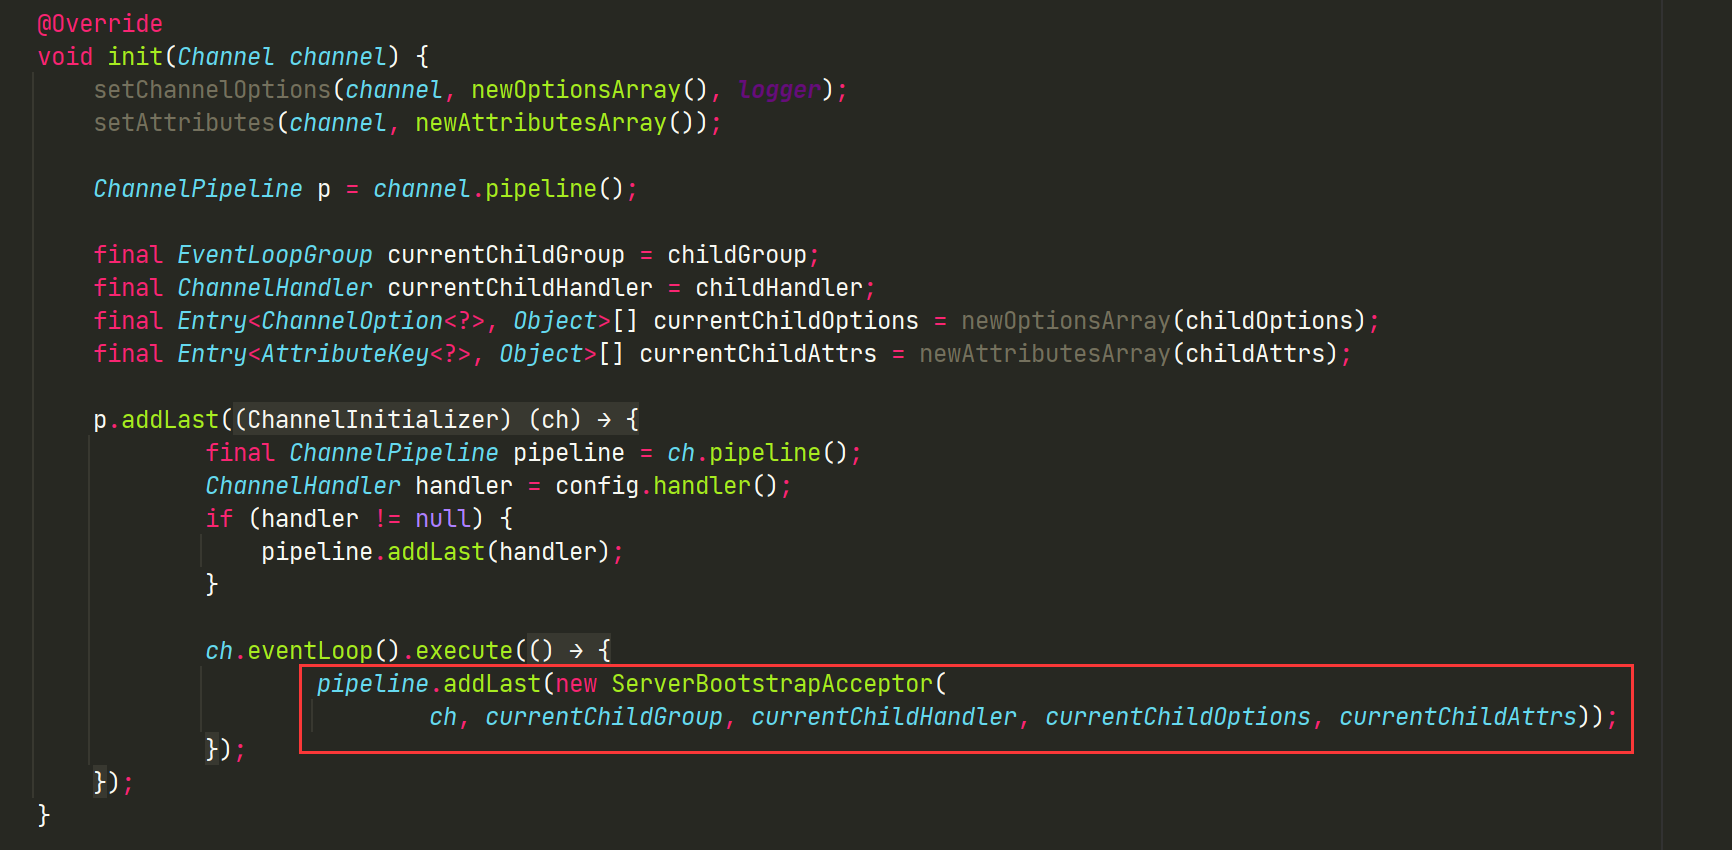 @Override
void init(Channel channel) {
setChannelOptions(channel, newOptionsArray(), logger);
setAttributes(channel, newAttributesArray());
ChannelPipeline p = channel.pipeline();
final EventLoopGroup currentChildGroup = childGroup;
final ChannelHandler currentChildHandler = childHandler;
final Entry<ChannelOption<?>, Object>[] currentChildOptions = newOptionsArray(childOptions);
final Entry<AttributeKey<?>, Object>[] currentChildAttrs = newAttributesArray(childAttrs);
p.addLast((ChannelInitializer) (ch) → {
final ChannelPipeline pipeline = ch.pipeline();
ChannelHandler handler = config.handler();
if (handler != null) {
pipeline.addLast(handler);
}
ch.eventLoop().execute(() → {
pipeline.addLast(new ServerBootstrapAcceptor(
ch, currentChildGroup, currentChildHandler, currentChildOptions, currentChildAttrs));
});
});
}